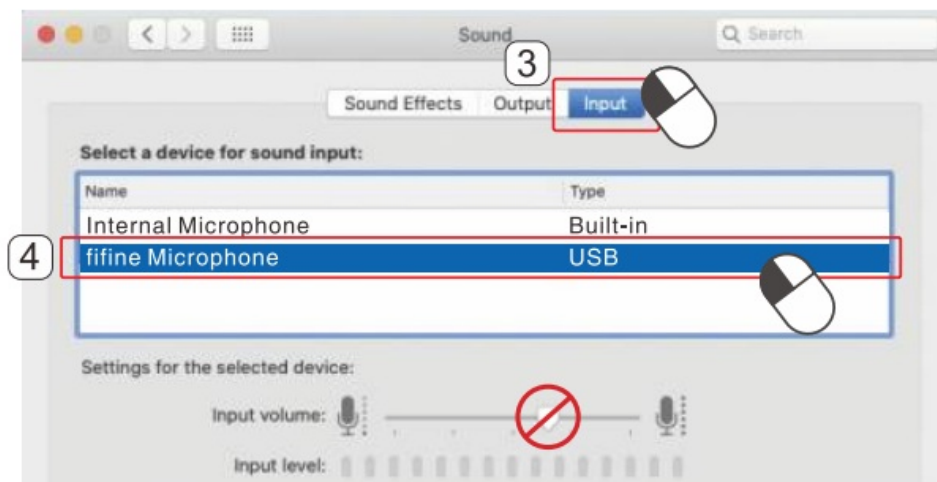 Sound
Search
3
Sound Effects Output Input
Select a device for sound input:
Name Type
Internal Microphone Built-in
4
fifine Microphone USB
Settings for the selected device:
Input volume:
Input level: